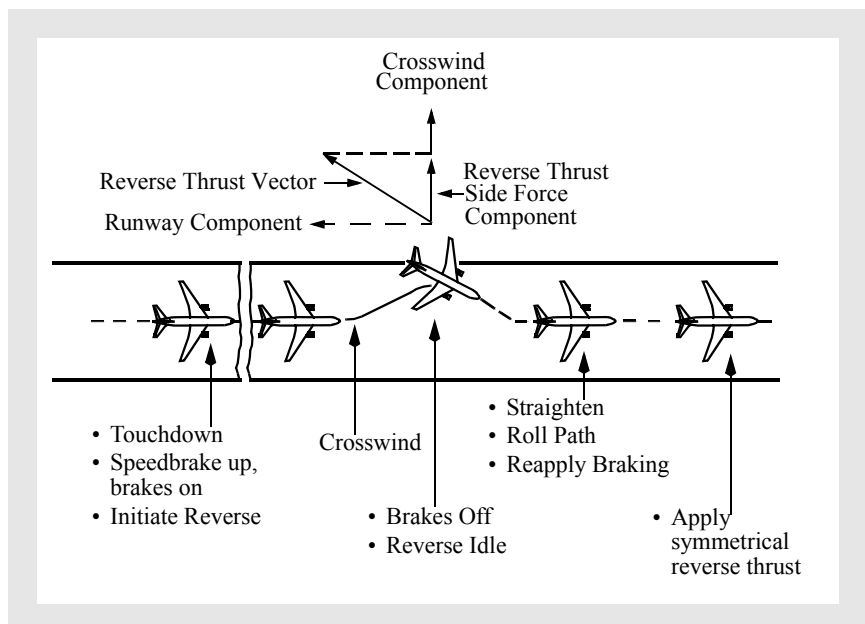 Crosswind
Component
Reverse Thrust Vector
Reverse Thrust
Side Force
Component
Runway Component
• Touchdown
• Speedbrake up,
brakes on
• Initiate Reverse
Crosswind
• Brakes Off
• Reverse Idle
• Straighten
• Roll Path
• Reapply Braking
• Apply
symmetrical
reverse thrust